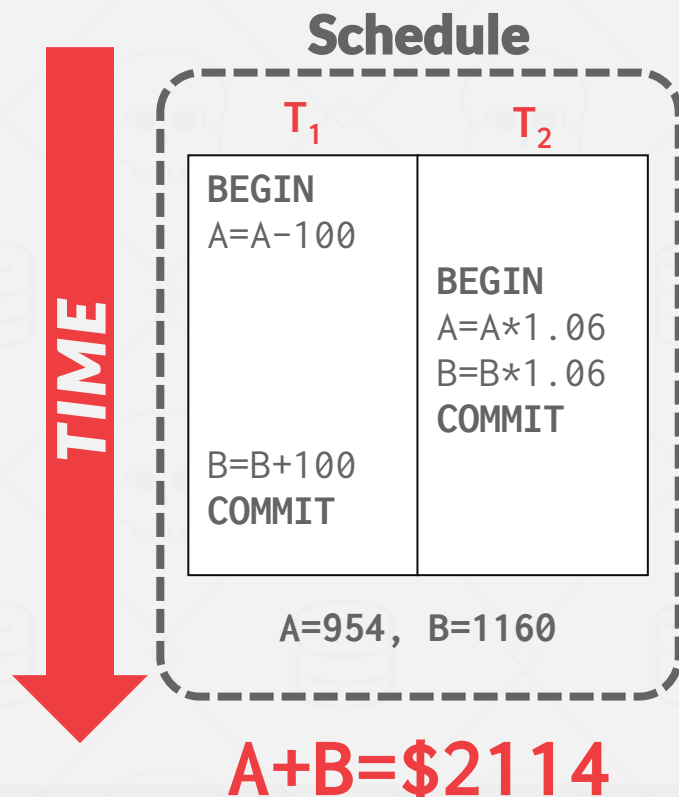 Schedule
TIME
T1 T2
BEGIN
A=A-100
BEGIN
A=A*1.06
B=B*1.06
COMMIT
B=B+100
COMMIT
A=954, B=1160
A+B=$2114